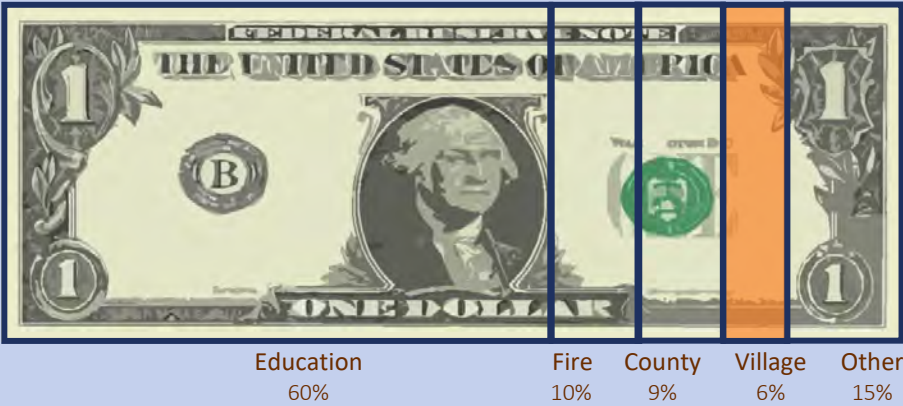 FEDERAL RESERVE NOTE
THE UNITED STATES OF AMERICA
1
1
B
ONE DOLLAR
1
1
Education Fire County Village Other
60% 10% 9% 6% 15%